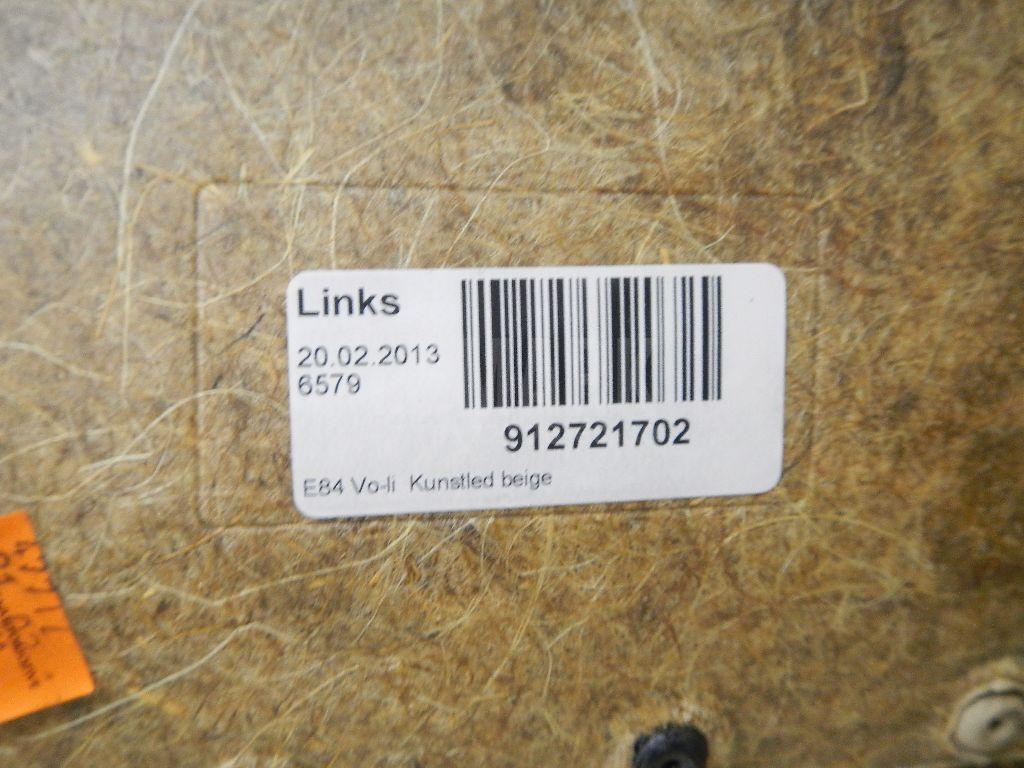 Links
20.02.2013
6579
912721702
E84 Vo-li Kunstled beige